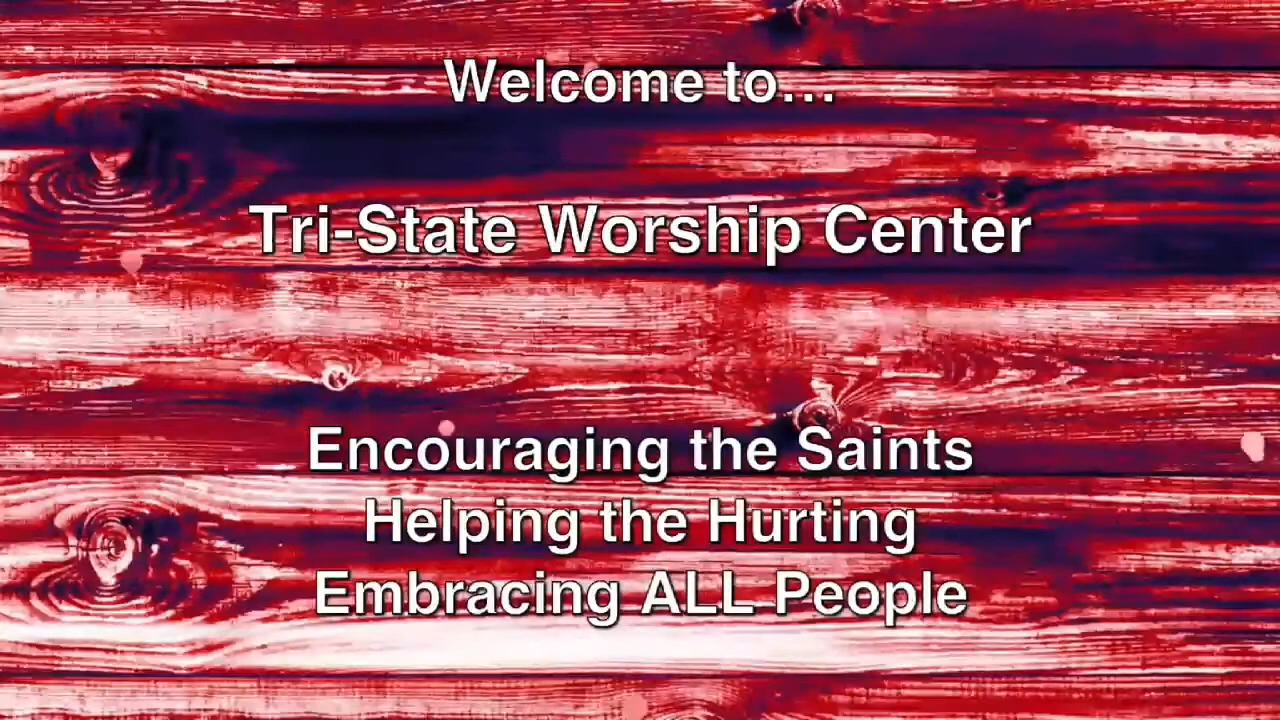 Welcome to...
Tri-State Worship Center
Encouraging the Saints
Helping the Hurting
Embracing ALL People